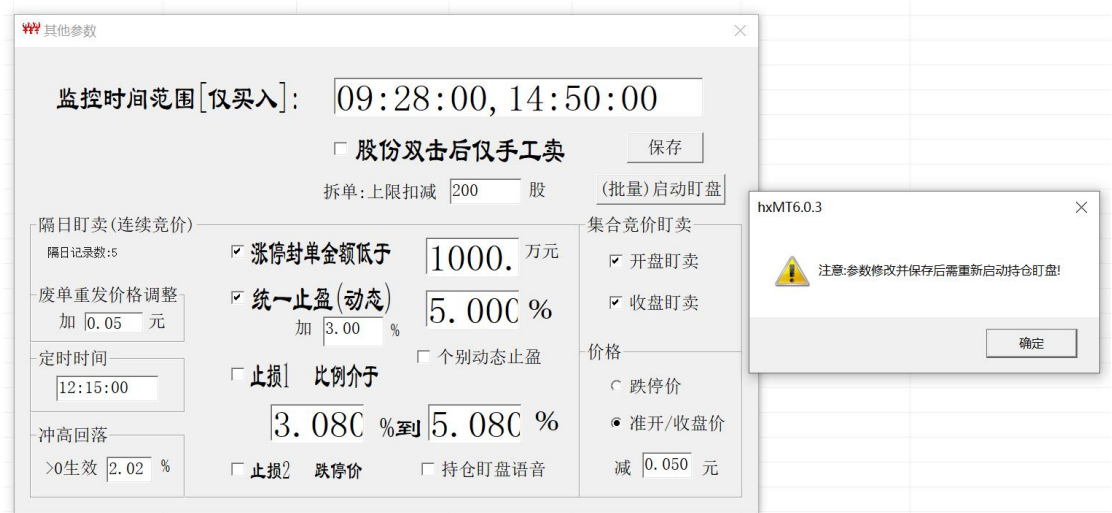 其他参数
监控时间范围[仅买入]: 09:28:00,14:50:00
股份双击后仅手工卖 保存
拆单:上限扣减 200 股 (批量)启动盯盘
hxMT6.0.3
注意:参数修改并保存后需重新启动持仓盯盘!
确定
隔日盯卖(连续竞价)
隔日记录数:5
涨停封单金额低于 1000. 万元
废单重发价格调整
加 0.05 元
统一止盈(动态) 5.000 %
加 3.00 %
个别动态止盈
定时时间
12:15:00
止损1 比例介于
3.080 %到 5.080 %
冲高回落
>0生效 2.02 %
止损2 跌停价
持仓盯盘语音
集合竞价盯卖
开盘盯卖
收盘盯卖
价格
跌停价
准开/收盘价
减 0.050 元